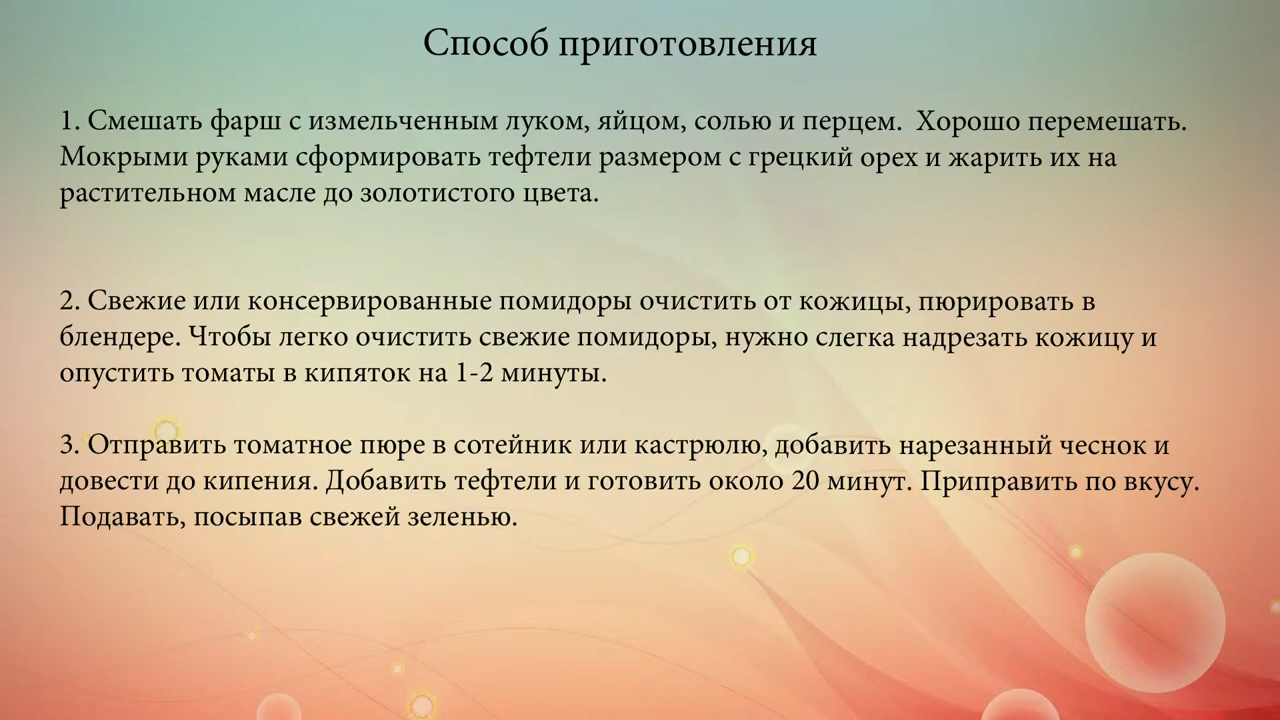 Способ приготовления
1. Смешать фарш с измельченным луком, яйцом, солью и перцем.  Хорошо перемешать.
Мокрыми руками сформировать тефтели размером с грецкий орех и жарить их на
растительном масле до золотистого цвета.
2. Свежие или консервированные помидоры очистить от кожицы, пюрировать в
блендере. Чтобы легко очистить свежие помидоры, нужно слегка надрезать кожицу и
опустить томаты в кипяток на 1-2 минуты.
3. Отправить томатное пюре в сотейник или кастрюлю, добавить нарезанный чеснок и
довести до кипения. Добавить тефтели и готовить около 20 минут. Приправить по вкусу.
Подавать, посыпав свежей зеленью.